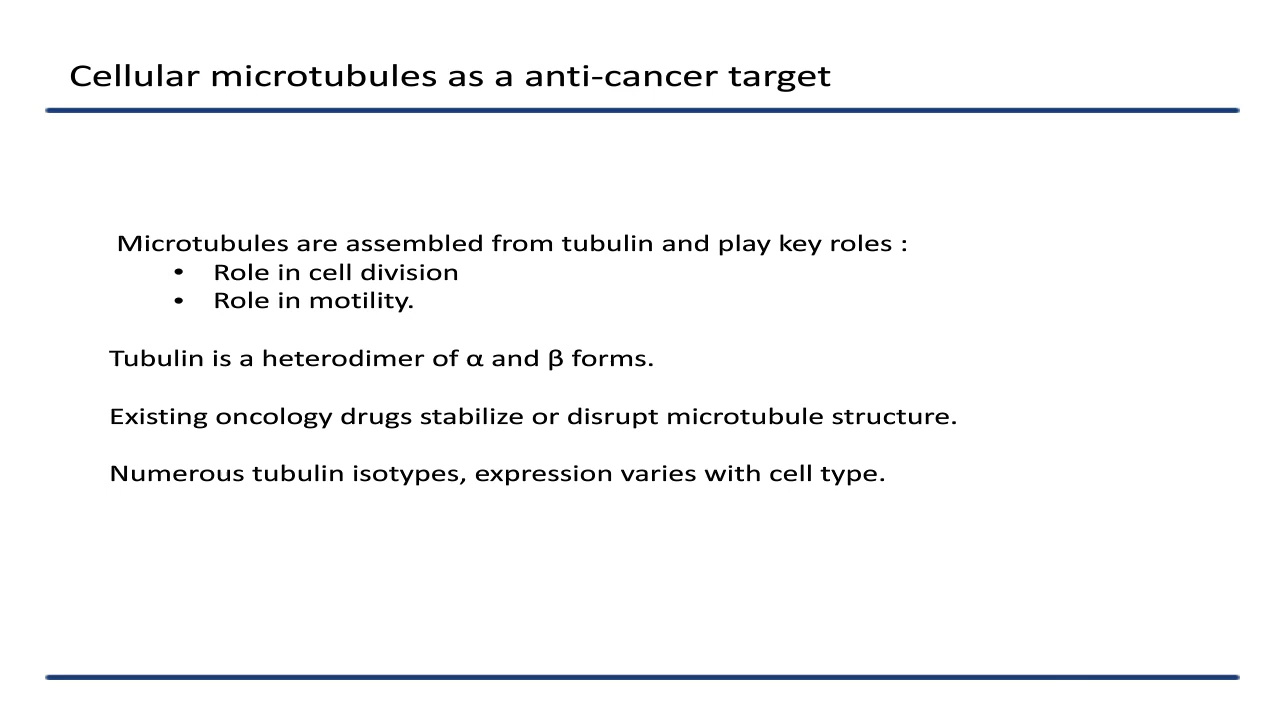 Cellular microtubules as a anti-cancer target
Microtubules are assembled from tubulin and play key roles :
• Role in cell division
• Role in motility.
Tubulin is a heterodimer of α and β forms.
Existing oncology drugs stabilize or disrupt microtubule structure.
Numerous tubulin isotypes, expression varies with cell type.